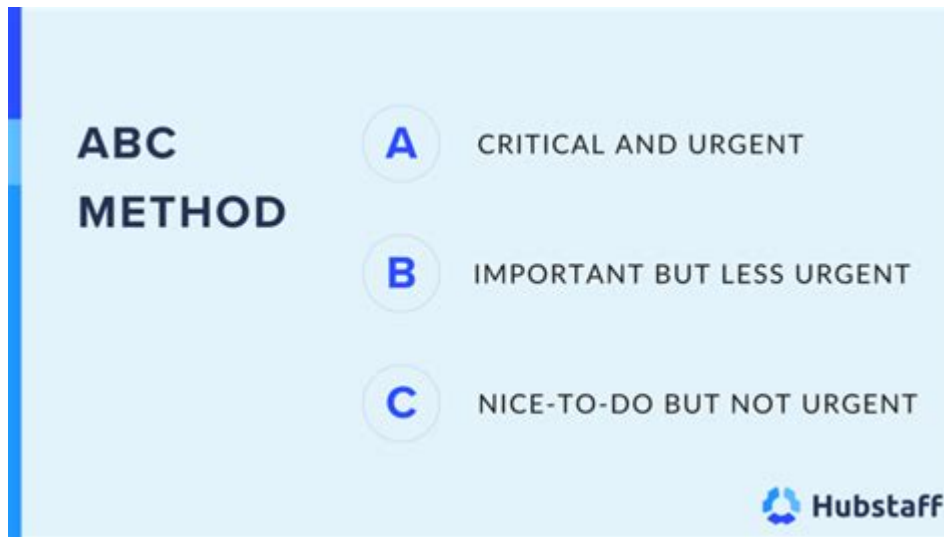 ABC
METHOD
A CRITICAL AND URGENT
B IMPORTANT BUT LESS URGENT
C NICE-TO-DO BUT NOT URGENT
Hubstaff